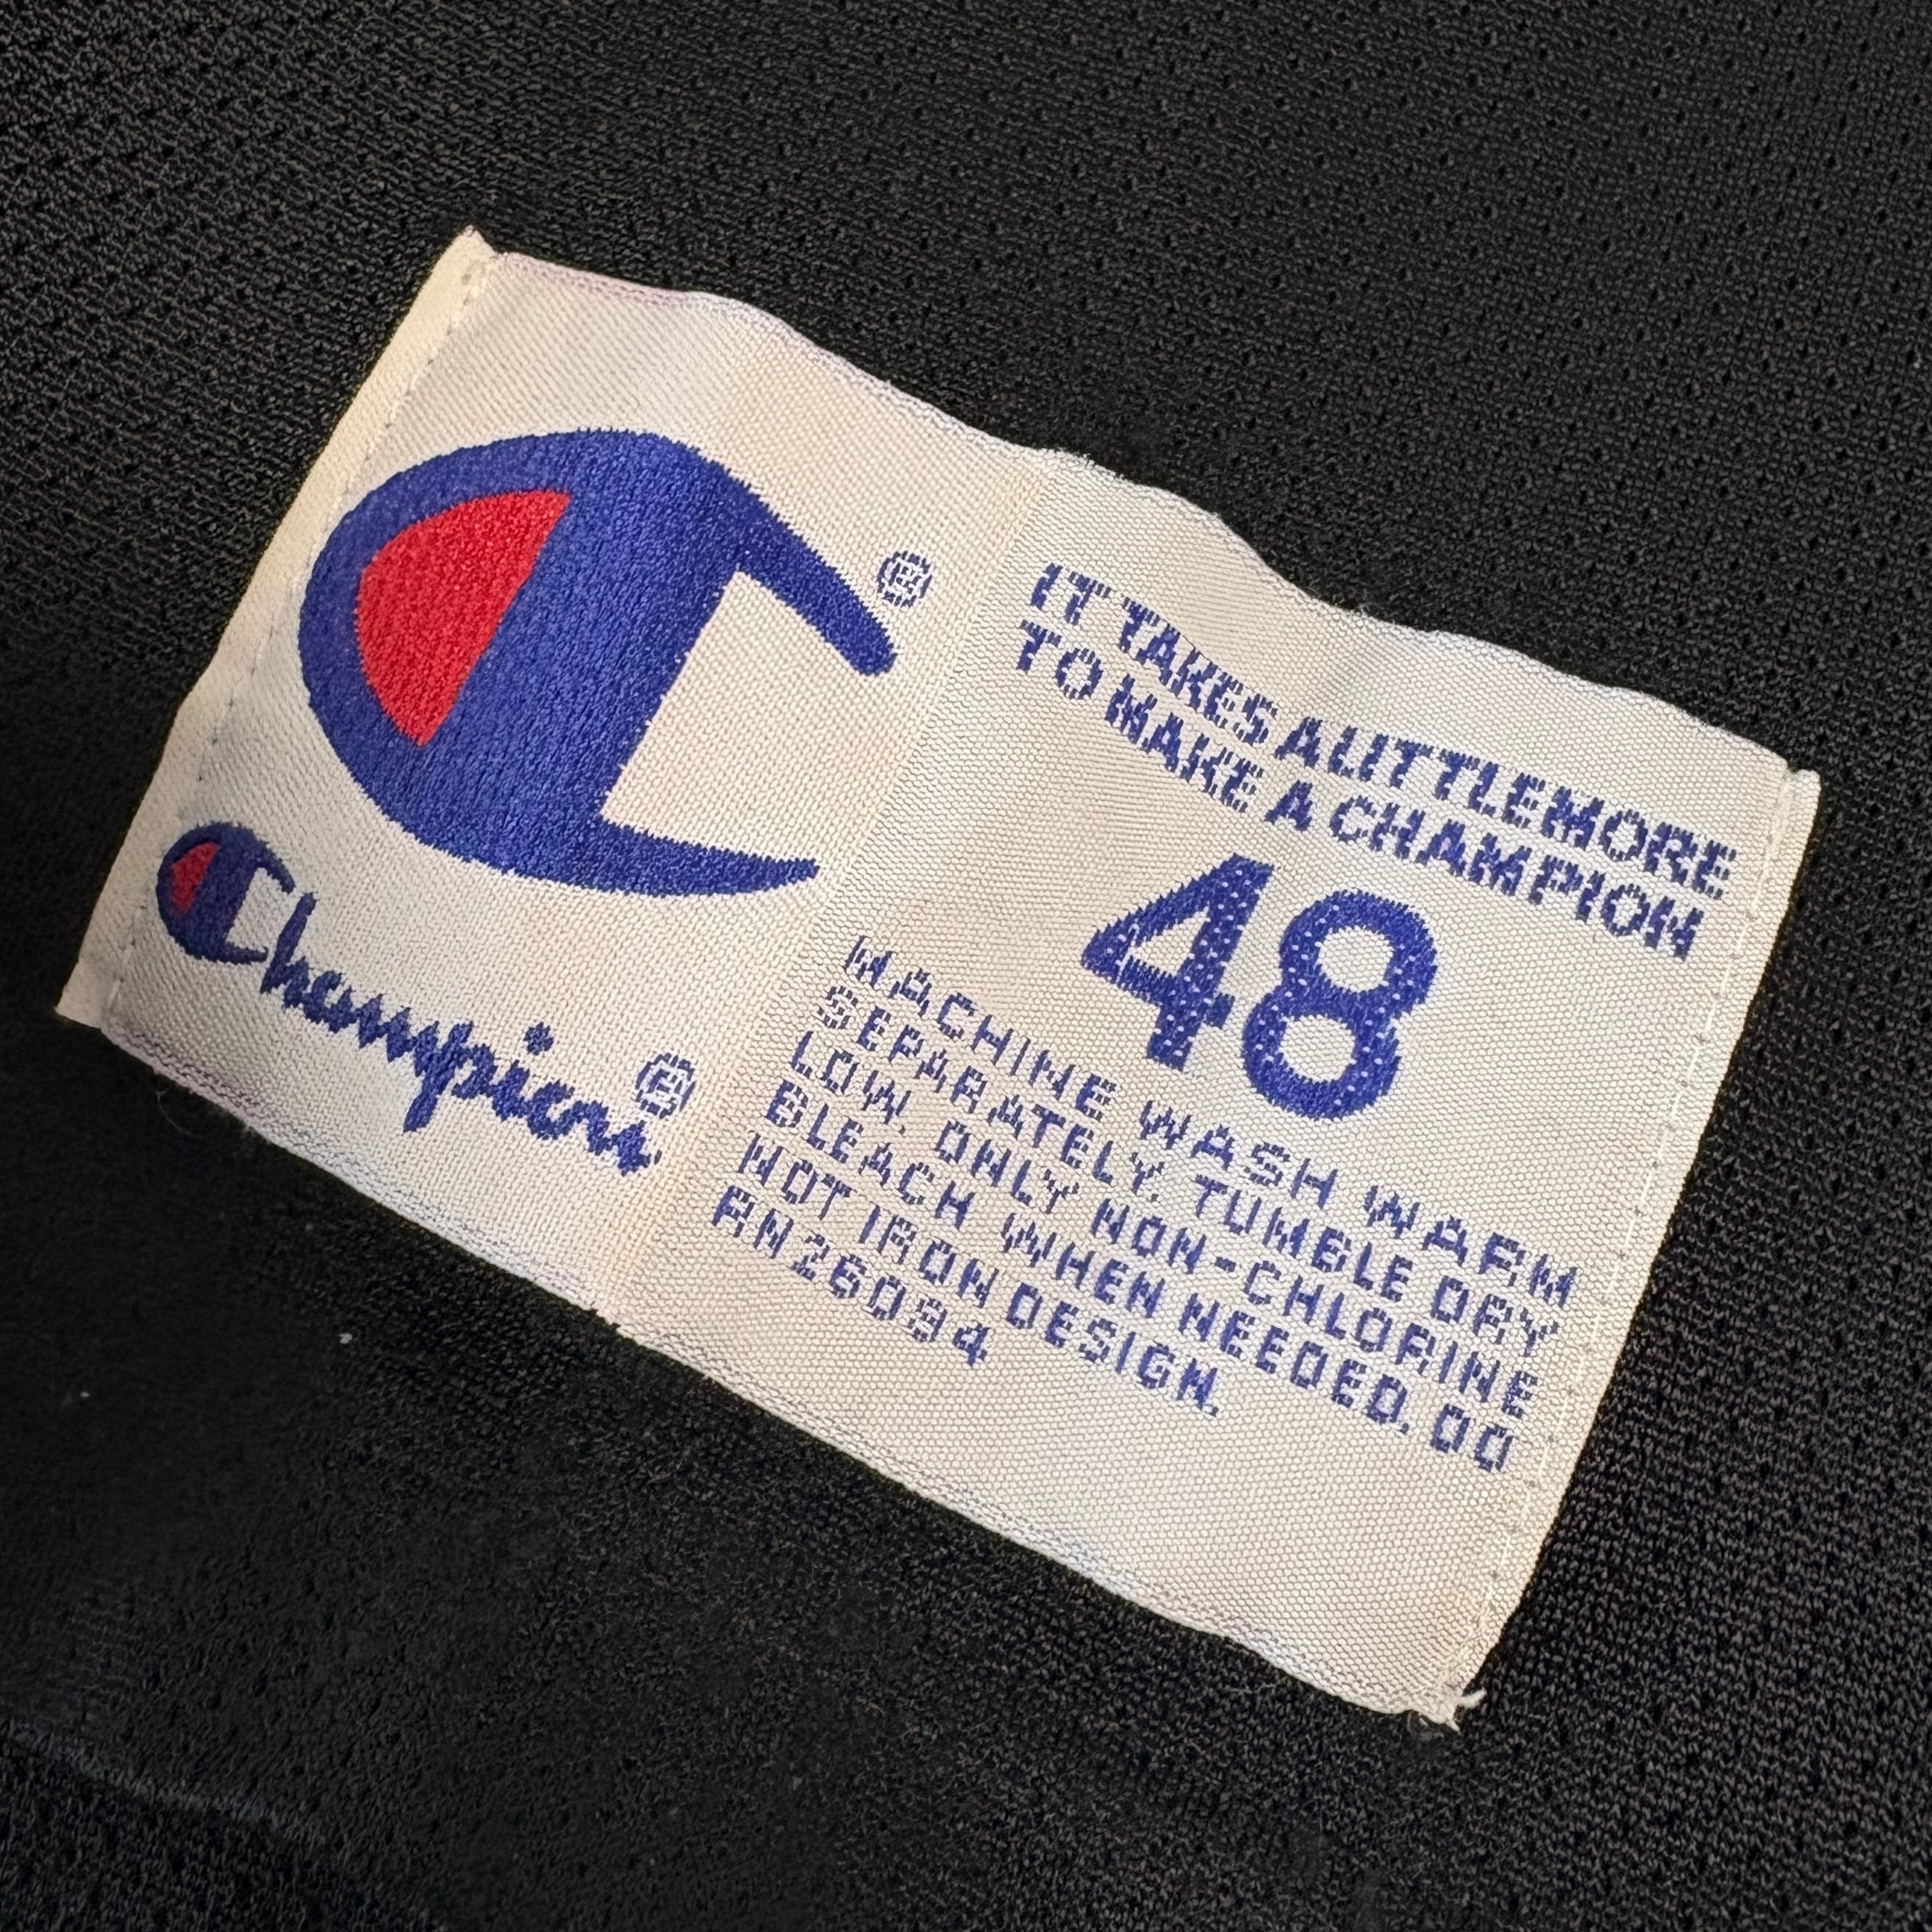 ®
Champion®
IT TAKES A LITTLE MORE
TO MAKE A CHAMPION
48
MACHINE WASH WARM
SEPARATELY. TUMBLE DRY
LOW. ONLY NON-CHLORINE
BLEACH WHEN NEEDED. DO
NOT IRON DESIGN.
RN 26094